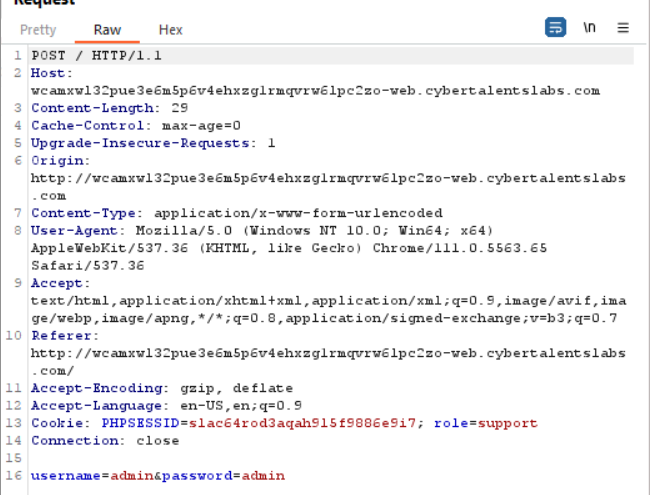 Request
Pretty Raw Hex \n
1 POST / HTTP/1.1
2 Host:
wcamxwl32pue3e6m5p6v4ehxzglrmqvrw6lpc2zo-web.cybertalentslabs.com
3 Content-Length: 29
4 Cache-Control: max-age=0
5 Upgrade-Insecure-Requests: 1
6 Origin:
http://wcamxwl32pue3e6m5p6v4ehxzglrmqvrw6lpc2zo-web.cybertalentslabs
.com
7 Content-Type: application/x-www-form-urlencoded
8 User-Agent: Mozilla/5.0 (Windows NT 10.0; Win64; x64)
AppleWebKit/537.36 (KHTML, like Gecko) Chrome/111.0.5563.65
Safari/537.36
9 Accept:
text/html,application/xhtml+xml,application/xml;q=0.9,image/avif,ima
ge/webp,image/apng,*/*;q=0.8,application/signed-exchange;v=b3;q=0.7
10 Referer:
http://wcamxwl32pue3e6m5p6v4ehxzglrmqvrw6lpc2zo-web.cybertalentslabs
.com/
11 Accept-Encoding: gzip, deflate
12 Accept-Language: en-US,en;q=0.9
13 Cookie: PHPSESSID=slac64rod3aqah915f9886e9i7; role=support
14 Connection: close
15
16 username=admin&password=admin